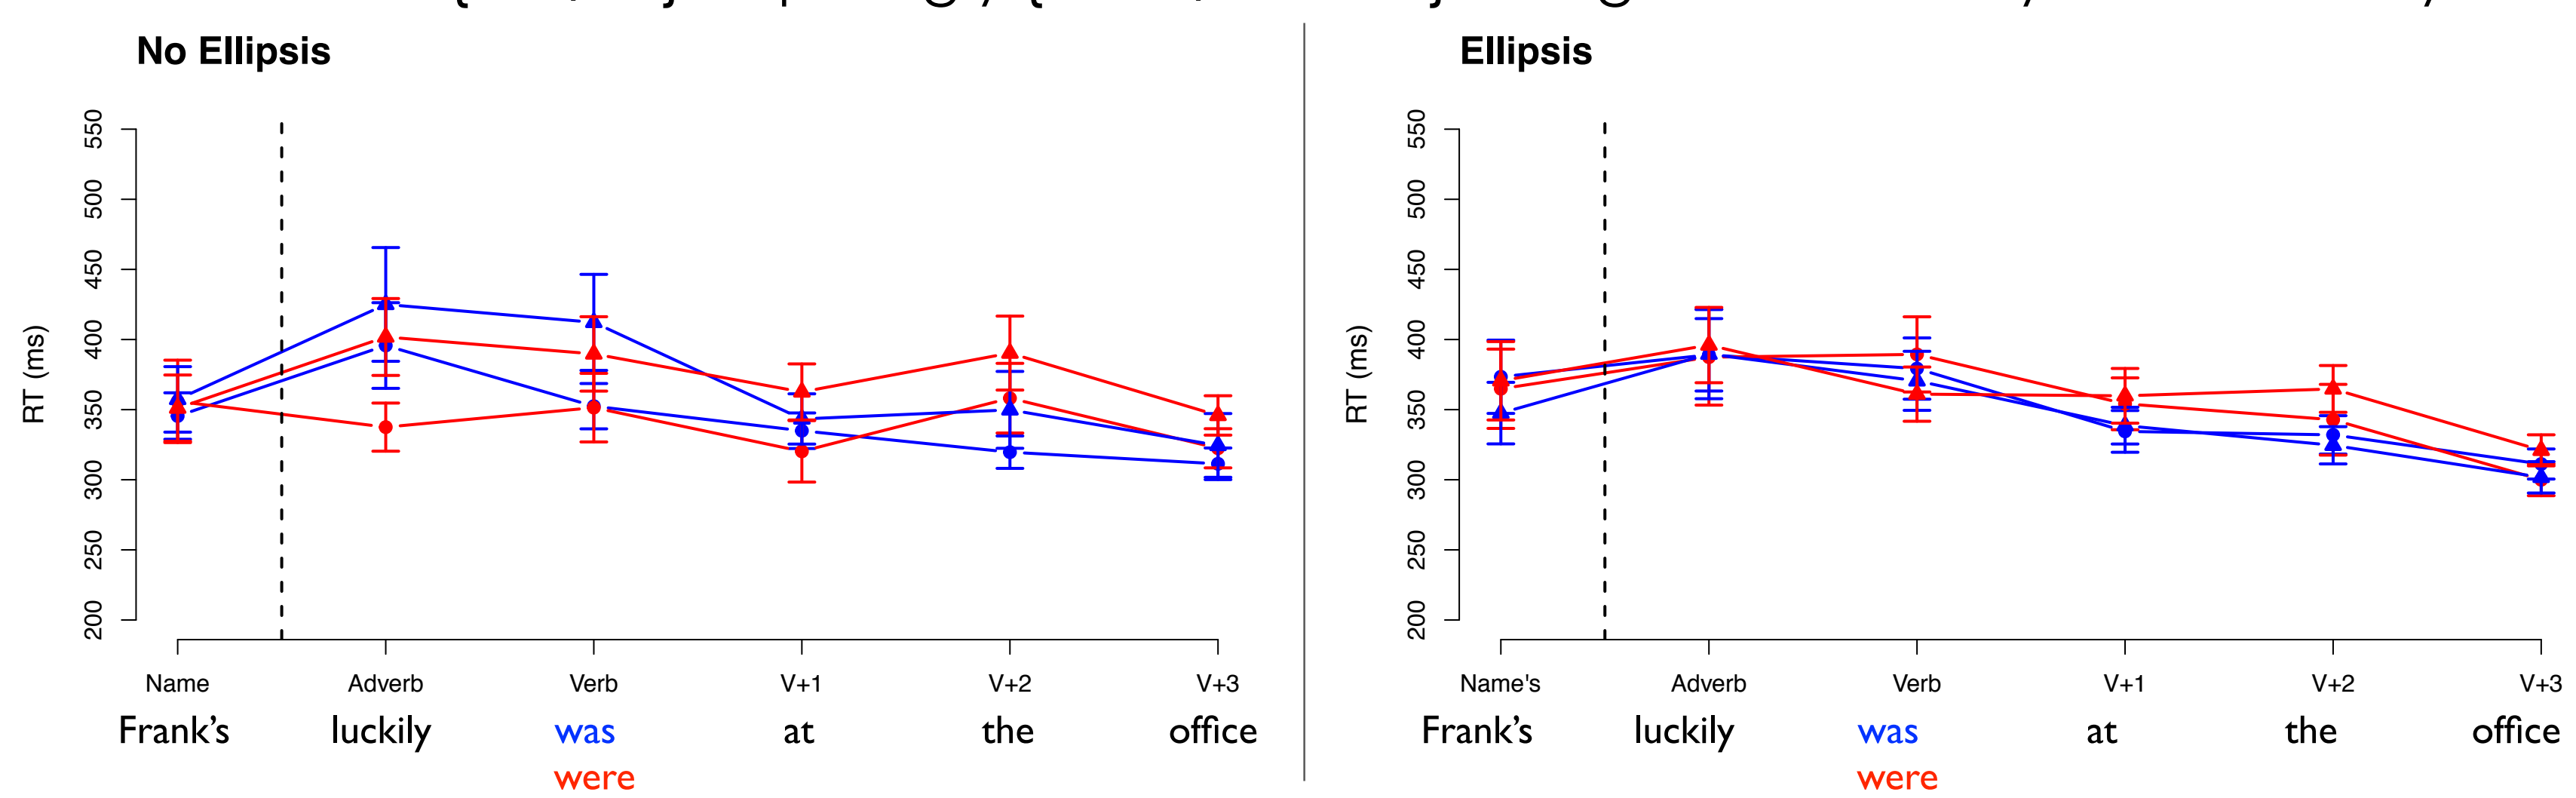 No Ellipsis
RT (ms)
550
500
450
400
350
300
250
200
Name Adverb Verb V+1 V+2 V+3
Frank's luckily was at the office
were
Ellipsis
RT (ms)
550
500
450
400
350
300
250
200
Name's Adverb Verb V+1 V+2 V+3
Frank's luckily was at the office
were